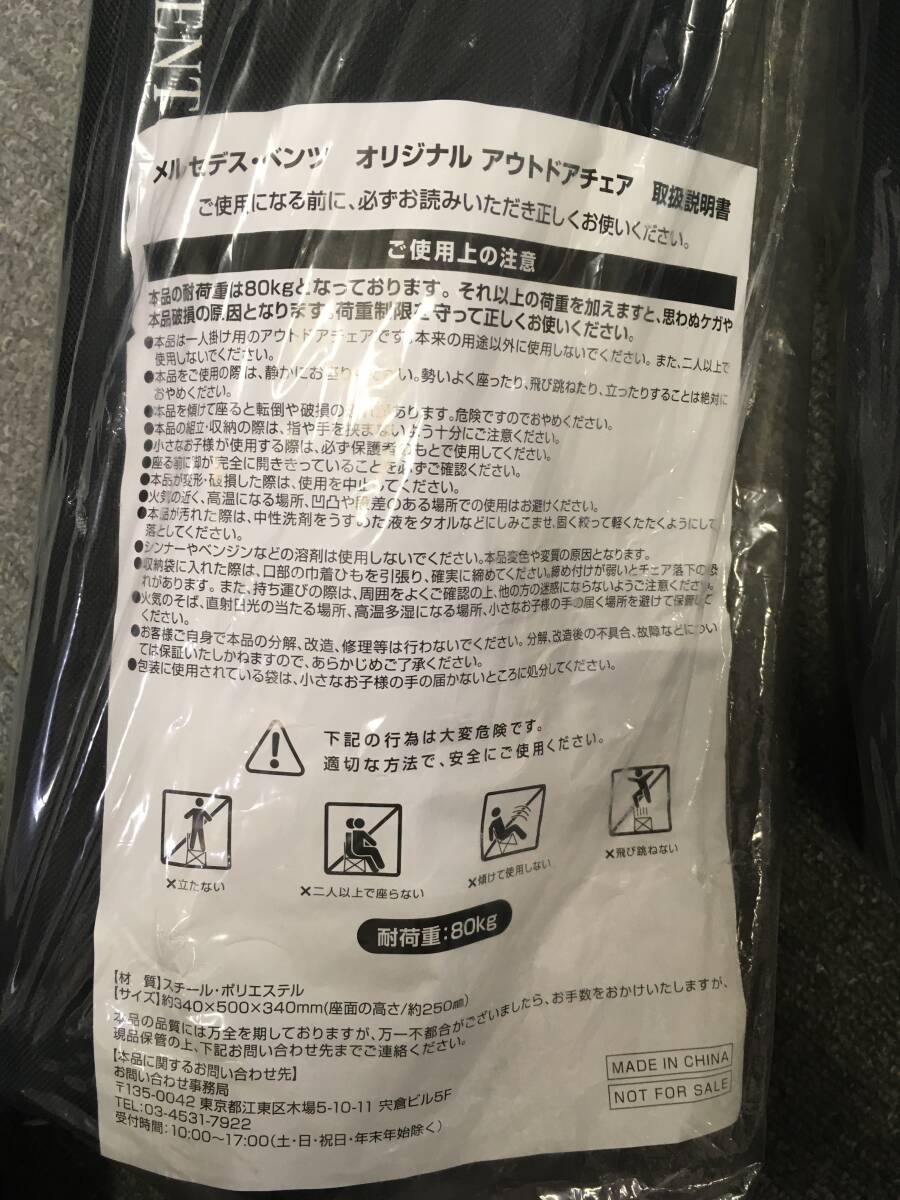 ENT
メルセデス・ベンツ オリジナル アウトドアチェア 取扱説明書
ご使用になる前に、必ずお読みいただき正しくお使いください。
ご使用上の注意
本品の耐荷重は80kgとなっております。それ以上の荷重を加えますと、思わぬケガや
本品破損の原因となります。荷重制限を守って正しくお使いください。
●本品は一人掛け用のアウトドアチェアです。本来の用途以外に使用しないでください。また、二人以上で
使用しないでください。
●本品をご使用の際は、静かにお座りください。勢いよく座ったり、飛び跳ねたり、立ったりすることは絶対に
おやめください。
●本品を傾けて座ると転倒や破損のおそれがあります。危険ですのでおやめください。
●本品の組立・収納の際は、指や手を挟まないよう十分にご注意ください。
●小さなお子様が使用する際は、必ず保護者のもとで使用してください。
●座る前に脚が完全に開ききっていることを必ずご確認ください。
●本品が変形・破損した際は、使用を中止してください。
●火気の近く、高温になる場所、凹凸や段差のある場所での使用はお避けください。
●本品が汚れた際は、中性洗剤をうすめた液をタオルなどにしみこませ、固く絞って軽くたたくようにして
落としてください。
●シンナーやベンジンなどの溶剤は使用しないでください。本品変色や変質の原因となります。
●収納袋に入れた際は、口部の巾着ひもを引張り、確実に締めてください。締め付けが弱いとチェア落下の恐
れがあります。また、持ち運びの際は、周囲をよくご確認の上、他の方の迷惑にならないようご注意ください。
●火気のそば、直射日光の当たる場所、高温多湿になる場所、小さなお子様の手の届く場所を避けて保管して
ください。
●お客様ご自身で本品の分解、改造、修理等は行わないでください。分解、改造後の不具合、故障などについ
ては保証いたしかねますので、あらかじめご了承ください。
●包装に使用されている袋は、小さなお子様の手の届かないところに処分してください。
下記の行為は大変危険です。
適切な方法で、安全にご使用ください。
×立たない
×二人以上で座らない
×傾けて使用しない
×飛び跳ねない
耐荷重:80kg
【材 質】スチール・ポリエステル
【サイズ】約340×500×340mm(座面の高さ/約250mm)
本品の品質には万全を期しておりますが、万一不都合がございましたら、お手数をおかけいたしますが、
現品保管の上、下記お問い合わせ先までご連絡ください。
【本品に関するお問い合わせ先】
お問い合わせ事務局
〒135-0042 東京都江東区木場5-10-11 宍倉ビル5F
TEL:03-4531-7922
受付時間:10:00~17:00(土・日・祝日・年末年始除く)
MADE IN CHINA
NOT FOR SALE